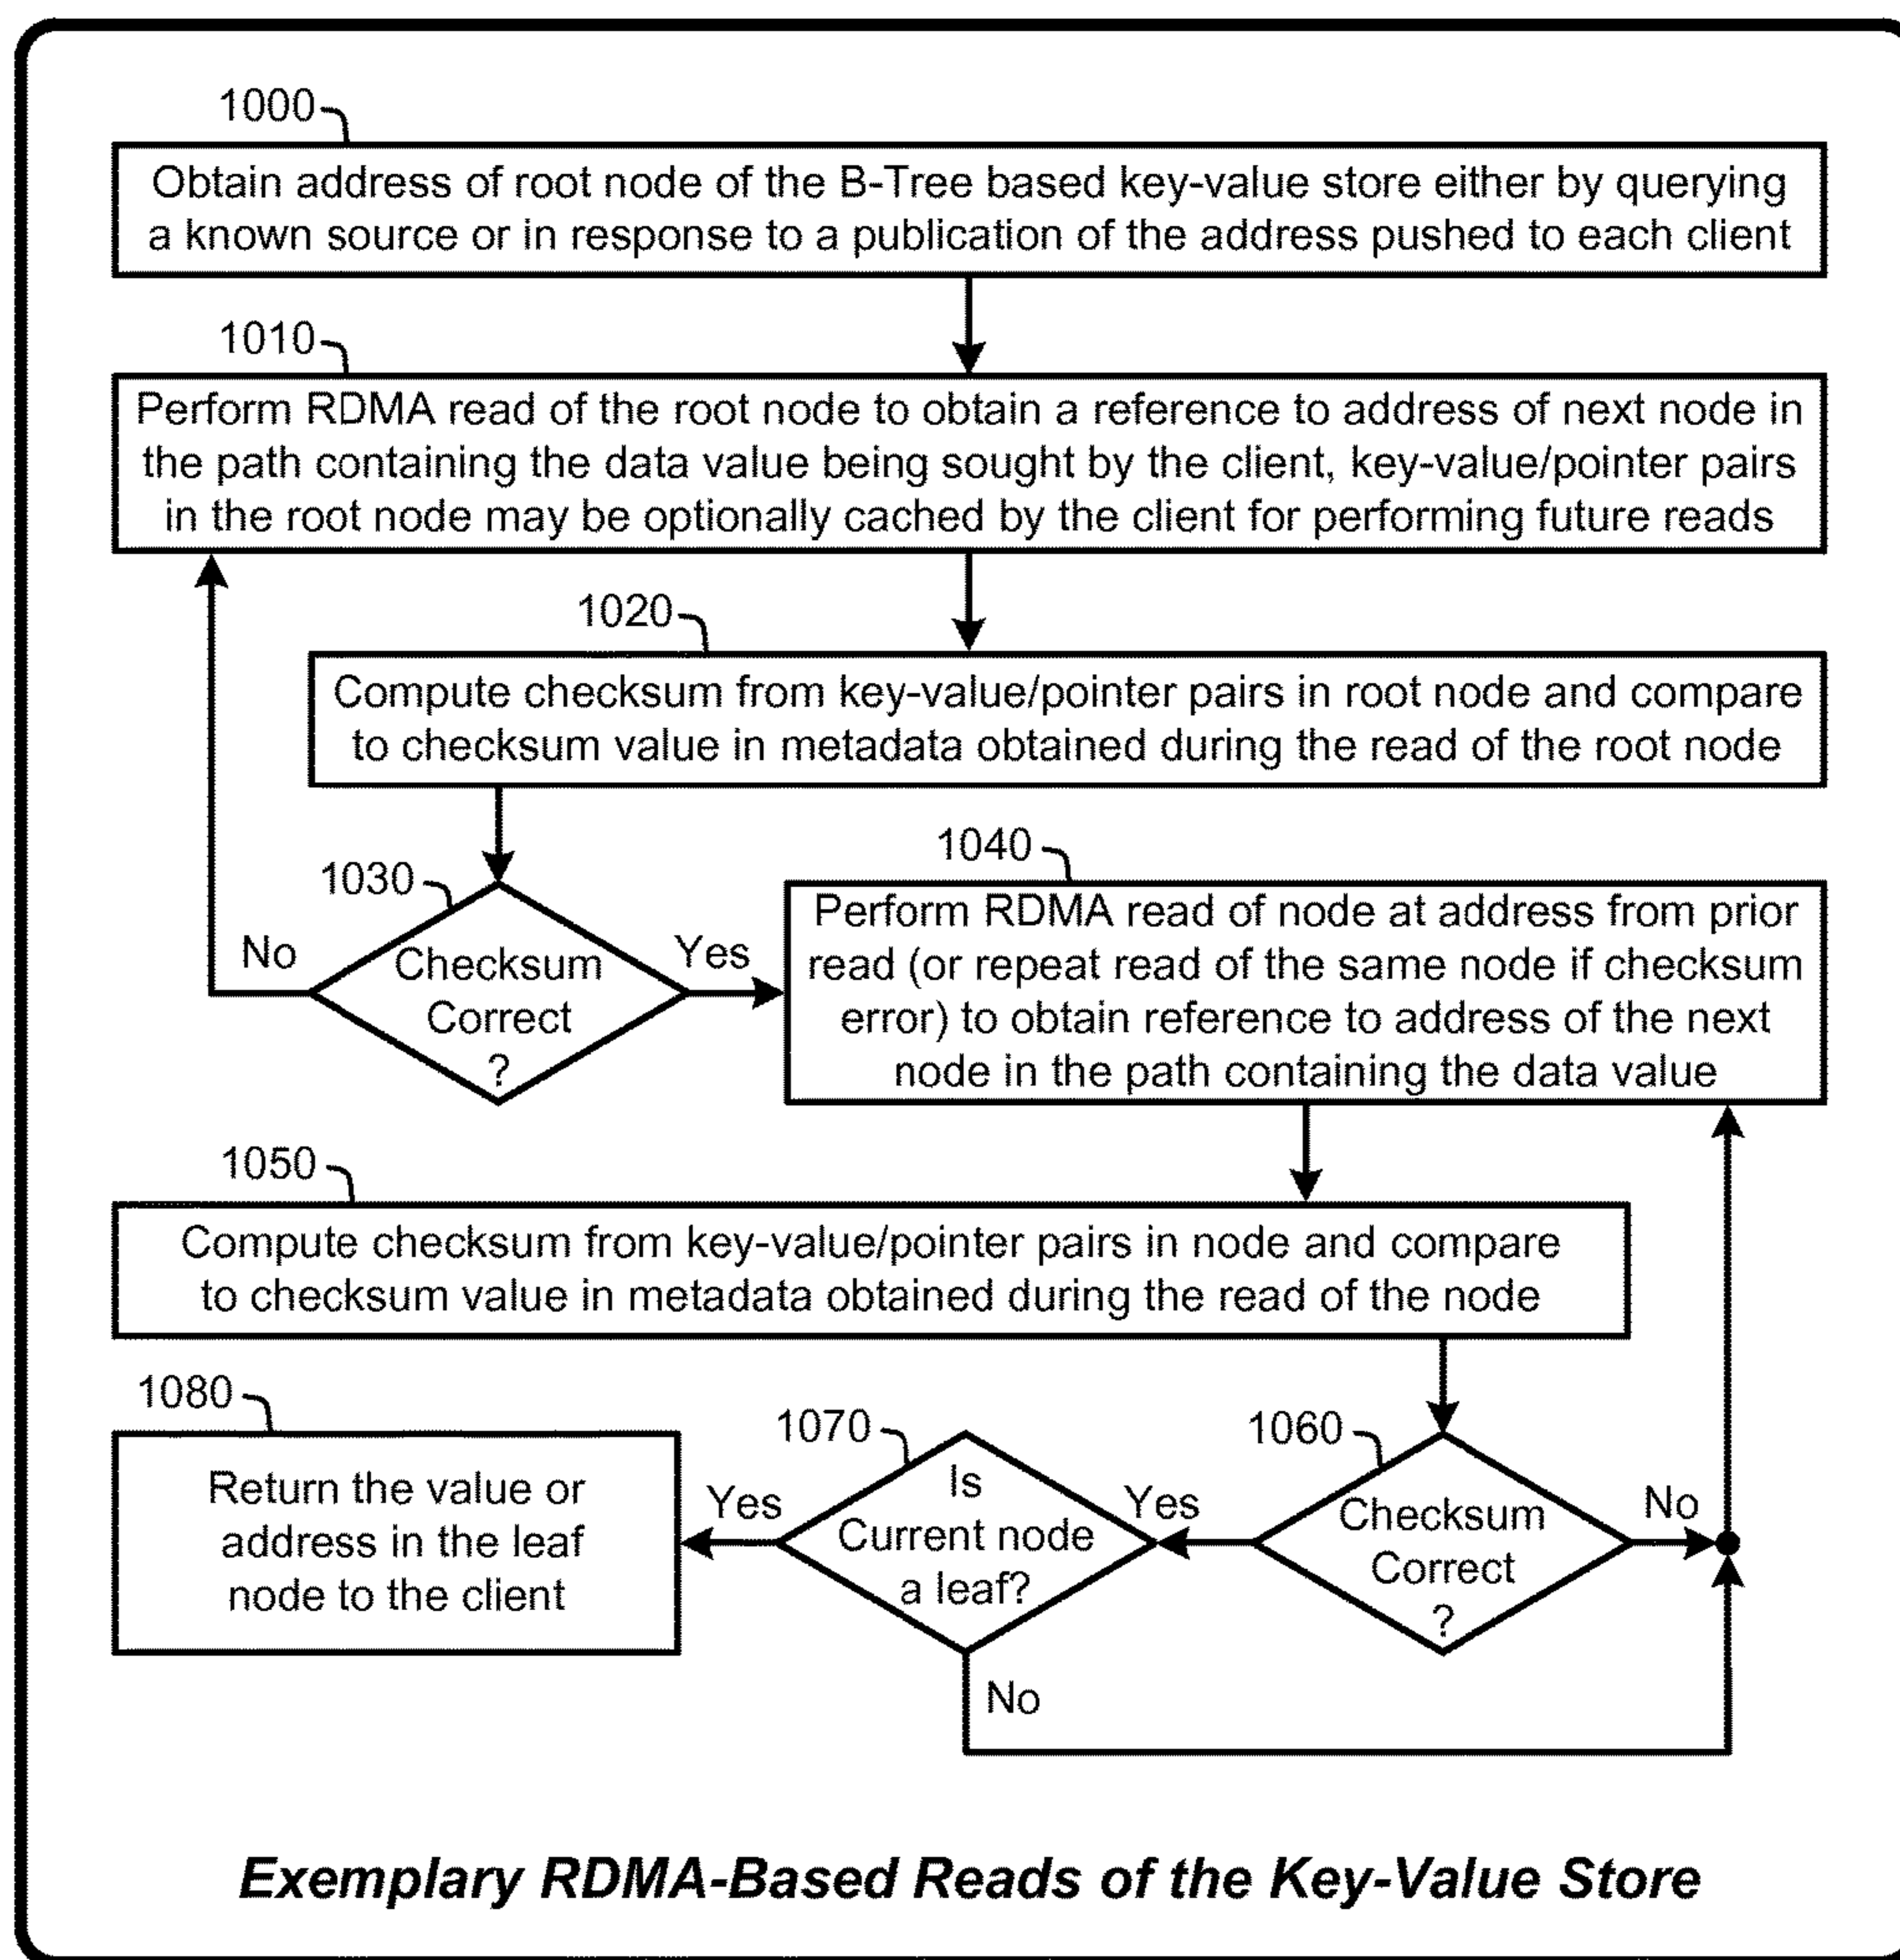 1000
Obtain address of root node of the B-Tree based key-value store either by querying
a known source or in response to a publication of the address pushed to each client
1010
Perform RDMA read of the root node to obtain a reference to address of next node in
the path containing the data value being sought by the client, key-value/pointer pairs
in the root node may be optionally cached by the client for performing future reads
1020
Compute checksum from key-value/pointer pairs in root node and compare
to checksum value in metadata obtained during the read of the root node
1030
No
Checksum
Correct
?
Yes
1040
Perform RDMA read of node at address from prior
read (or repeat read of the same node if checksum
error) to obtain reference to address of the next
node in the path containing the data value
1050
Compute checksum from key-value/pointer pairs in node and compare
to checksum value in metadata obtained during the read of the node
1060
Checksum
Correct
?
No
Yes
1070
Is
Current node
a leaf?
Yes
No
1080
Return the value or
address in the leaf
node to the client
Exemplary RDMA-Based Reads of the Key-Value Store